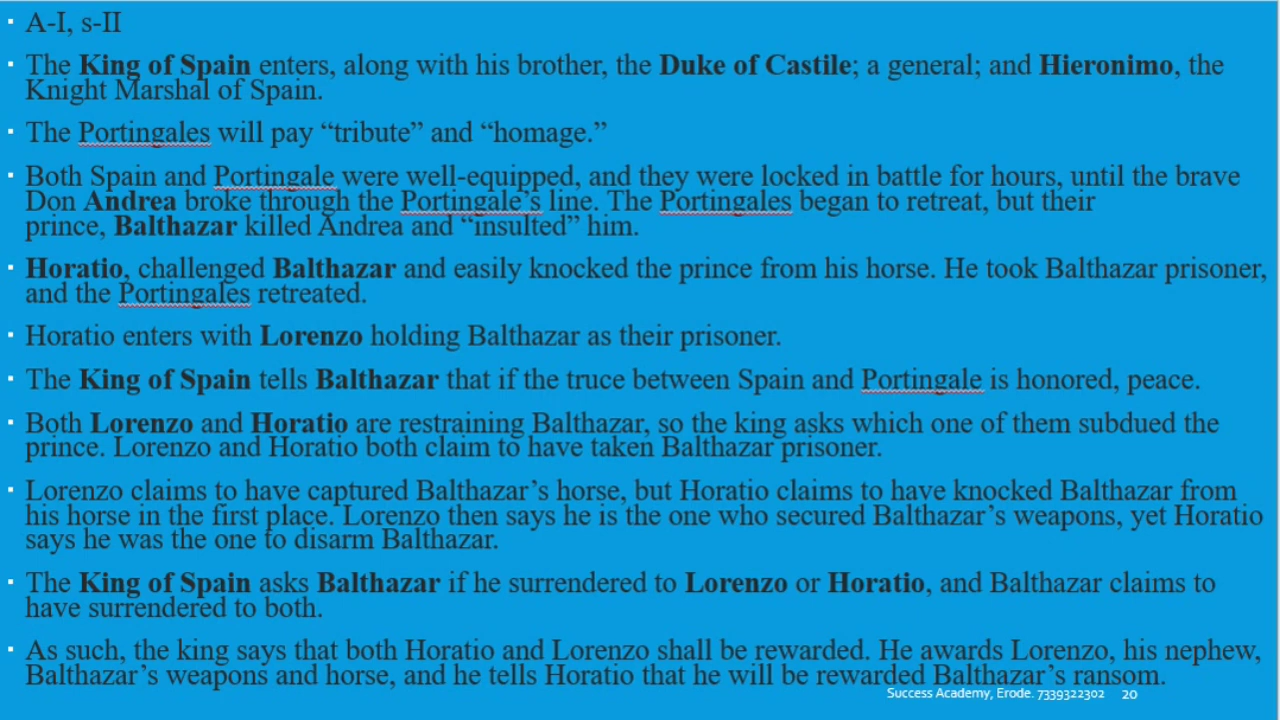 ▪ A-I, s-II
▪ The King of Spain enters, along with his brother, the Duke of Castile; a general; and Hieronimo, the
Knight Marshal of Spain.
▪ The Portingales will pay “tribute” and “homage.”
▪ Both Spain and Portingale were well-equipped, and they were locked in battle for hours, until the brave
Don Andrea broke through the Portingale’s line. The Portingales began to retreat, but their
prince, Balthazar killed Andrea and “insulted” him.
▪ Horatio, challenged Balthazar and easily knocked the prince from his horse. He took Balthazar prisoner,
and the Portingales retreated.
▪ Horatio enters with Lorenzo holding Balthazar as their prisoner.
▪ The King of Spain tells Balthazar that if the truce between Spain and Portingale is honored, peace.
▪ Both Lorenzo and Horatio are restraining Balthazar, so the king asks which one of them subdued the
prince. Lorenzo and Horatio both claim to have taken Balthazar prisoner.
▪ Lorenzo claims to have captured Balthazar’s horse, but Horatio claims to have knocked Balthazar from
his horse in the first place. Lorenzo then says he is the one who secured Balthazar’s weapons, yet Horatio
says he was the one to disarm Balthazar.
▪ The King of Spain asks Balthazar if he surrendered to Lorenzo or Horatio, and Balthazar claims to
have surrendered to both.
▪ As such, the king says that both Horatio and Lorenzo shall be rewarded. He awards Lorenzo, his nephew,
Balthazar’s weapons and horse, and he tells Horatio that he will be rewarded Balthazar’s ransom.
Success Academy, Erode. 7339322302 20